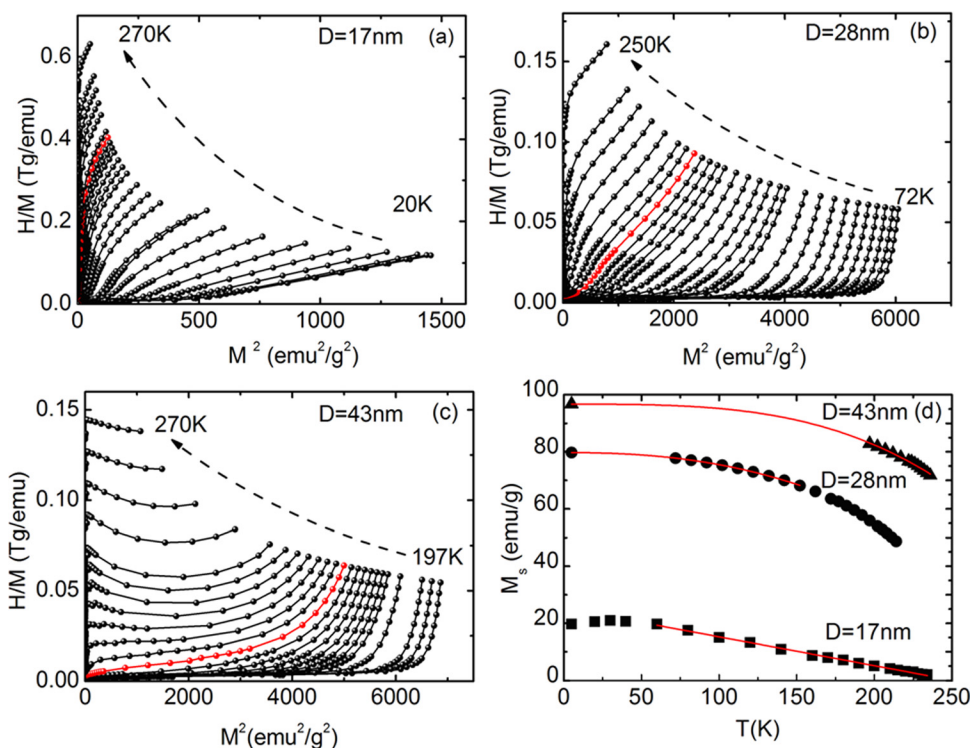 270K
D=17nm
(a)
0.6
0.4
0.2
0.0
20K
0
500
1000
1500
H/M (Tg/emu)
M ² (emu²/g²)
250K
D=28nm
(b)
0.15
0.10
0.05
0.00
72K
0
2000
4000
6000
H/M (Tg/emu)
M² (emu²/g²)
270K
D=43nm
(c)
0.15
0.10
0.05
0.00
197K
0
2000
4000
6000
H/M (Tg/emu)
M²(emu²/g²)
100
80
60
40
20
0
D=43nm
(d)
D=28nm
D=17nm
0
50
100
150
200
250
Mₛ (emu/g)
T(K)